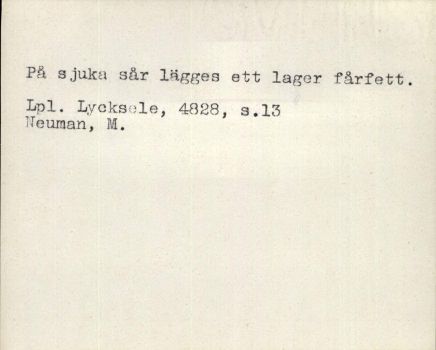 På sjuka sår lägges ett lager fårfett.
Lpl. Lycksele, 4828, s.13
Neuman, M.